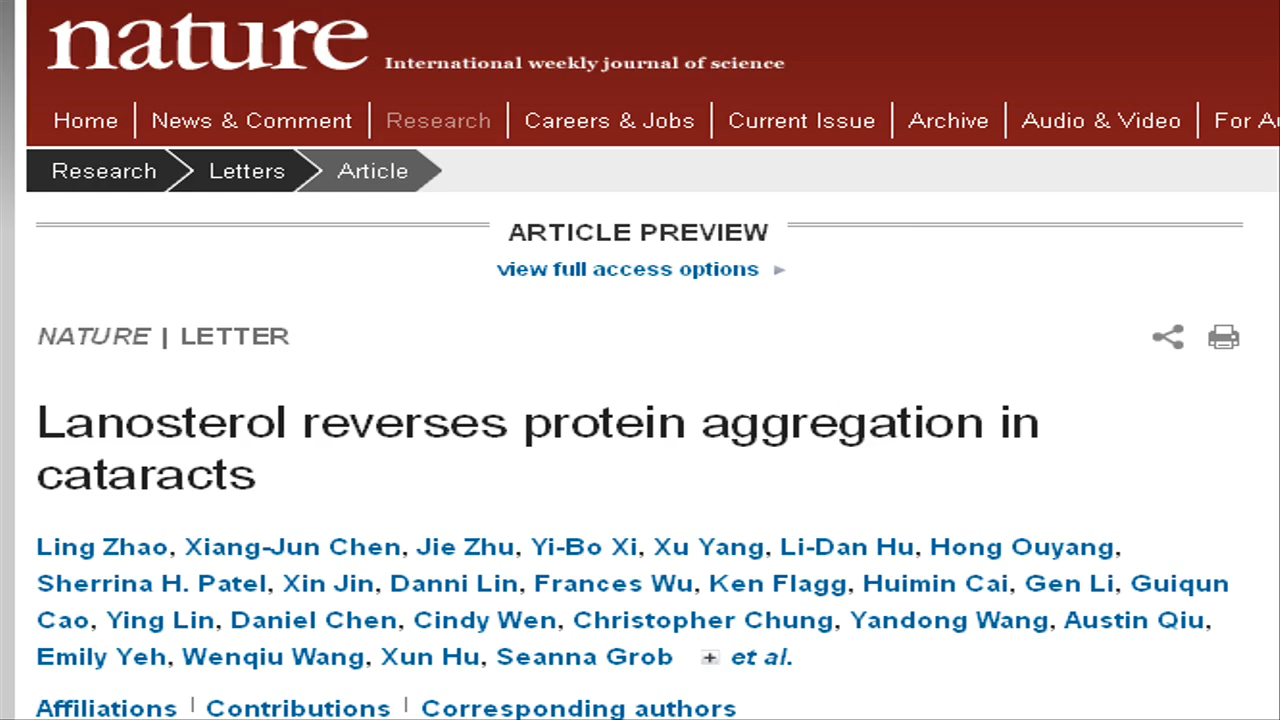 nature International weekly journal of science
Home News & Comment Research Careers & Jobs Current Issue Archive Audio & Video For
Research Letters Article
ARTICLE PREVIEW
view full access options
NATURE | LETTER
Lanosterol reverses protein aggregation in
cataracts
Ling Zhao, Xiang-Jun Chen, Jie Zhu, Yi-Bo Xi, Xu Yang, Li-Dan Hu, Hong Ouyang,
Sherrina H. Patel, Xin Jin, Danni Lin, Frances Wu, Ken Flagg, Huimin Cai, Gen Li, Guiqun
Cao, Ying Lin, Daniel Chen, Cindy Wen, Christopher Chung, Yandong Wang, Austin Qiu,
Emily Yeh, Wenqiu Wang, Xun Hu, Seanna Grob + et al.
Affiliations | Contributions | Corresponding authors